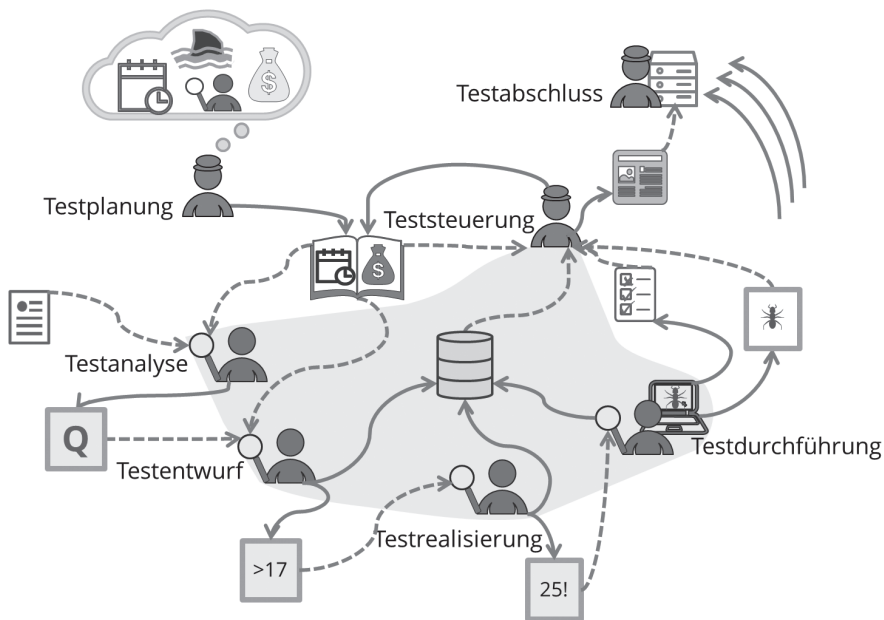 $
Testabschluss
Testplanung
Teststeuerung
$
Testanalyse
Q
Testentwurf
Testdurchführung
Testrealisierung
>17
25!